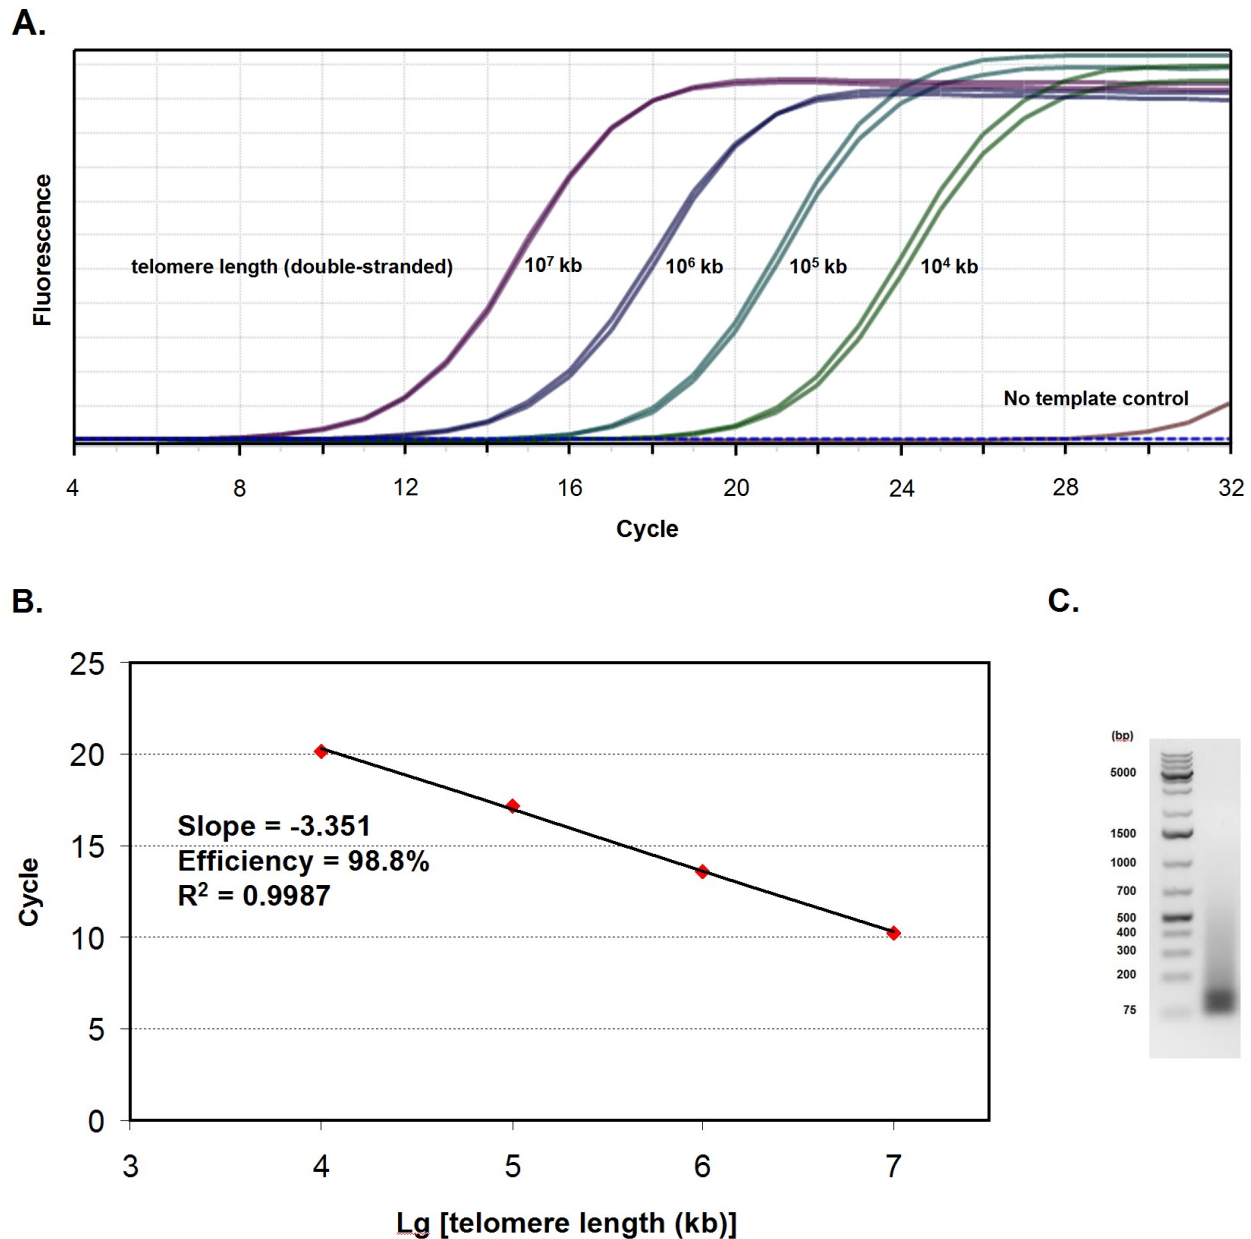 A.
Fluorescence
telomere length (double-stranded)
10⁷ kb
10⁶ kb
10⁵ kb
10⁴ kb
No template control
4 8 12 16 20 24 28 32
Cycle
B.
25
20
15
10
5
0
Cycle
Slope = -3.351
Efficiency = 98.8%
R² = 0.9987
3 4 5 6 7
Lg [telomere length (kb)]
C.
(bp)
5000
1500
1000
700
500
400
300
200
75